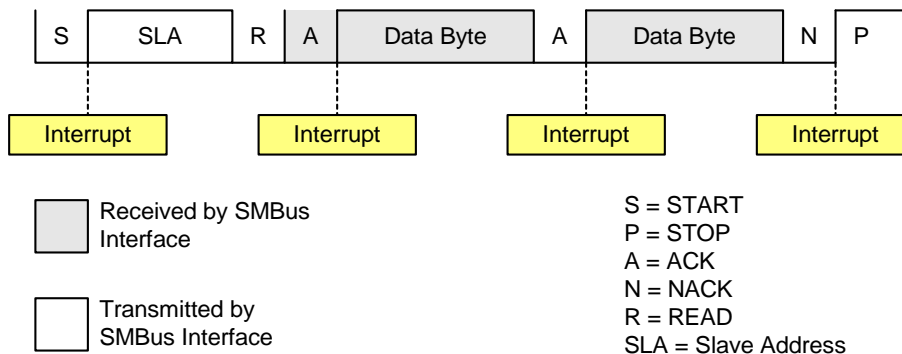 S SLA R A Data Byte A Data Byte N P
Interrupt Interrupt Interrupt Interrupt
Received by SMBus
Interface
Transmitted by
SMBus Interface
S = START
P = STOP
A = ACK
N = NACK
R = READ
SLA = Slave Address